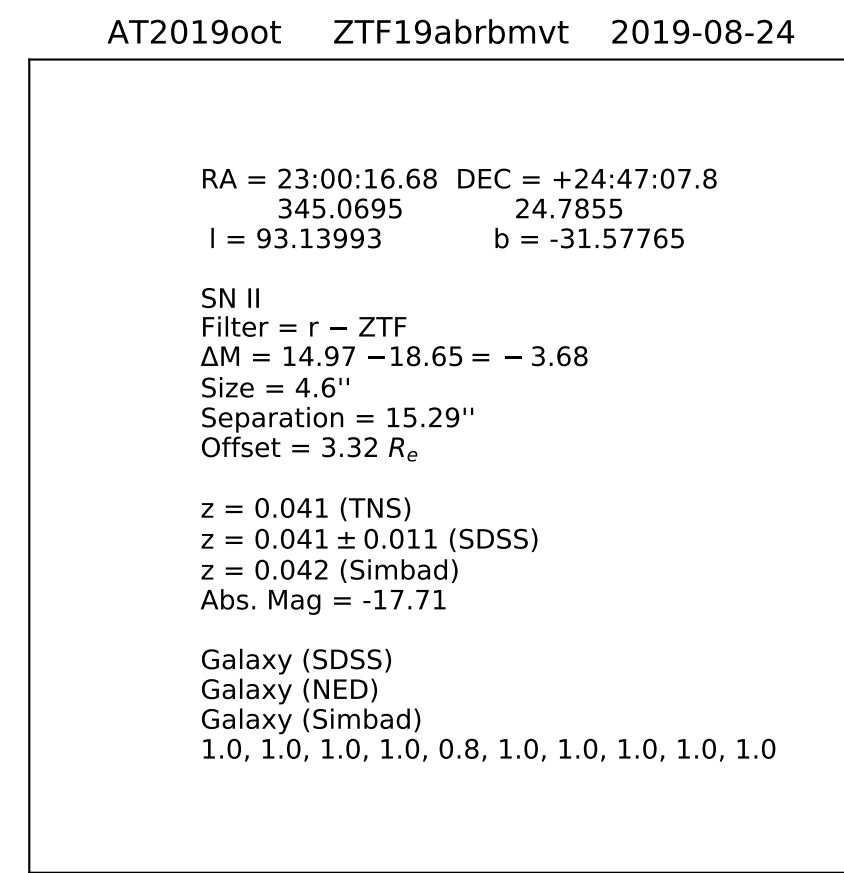 AT2019oot ZTF19abrbmvt 2019-08-24
RA = 23:00:16.68 DEC = +24:47:07.8
345.0695 24.7855
l = 93.13993 b = -31.57765
SN II
Filter = r − ZTF
ΔM = 14.97 −18.65 = − 3.68
Size = 4.6''
Separation = 15.29''
Offset = 3.32 Rₑ
z = 0.041 (TNS)
z = 0.041 ± 0.011 (SDSS)
z = 0.042 (Simbad)
Abs. Mag = -17.71
Galaxy (SDSS)
Galaxy (NED)
Galaxy (Simbad)
1.0, 1.0, 1.0, 1.0, 0.8, 1.0, 1.0, 1.0, 1.0, 1.0